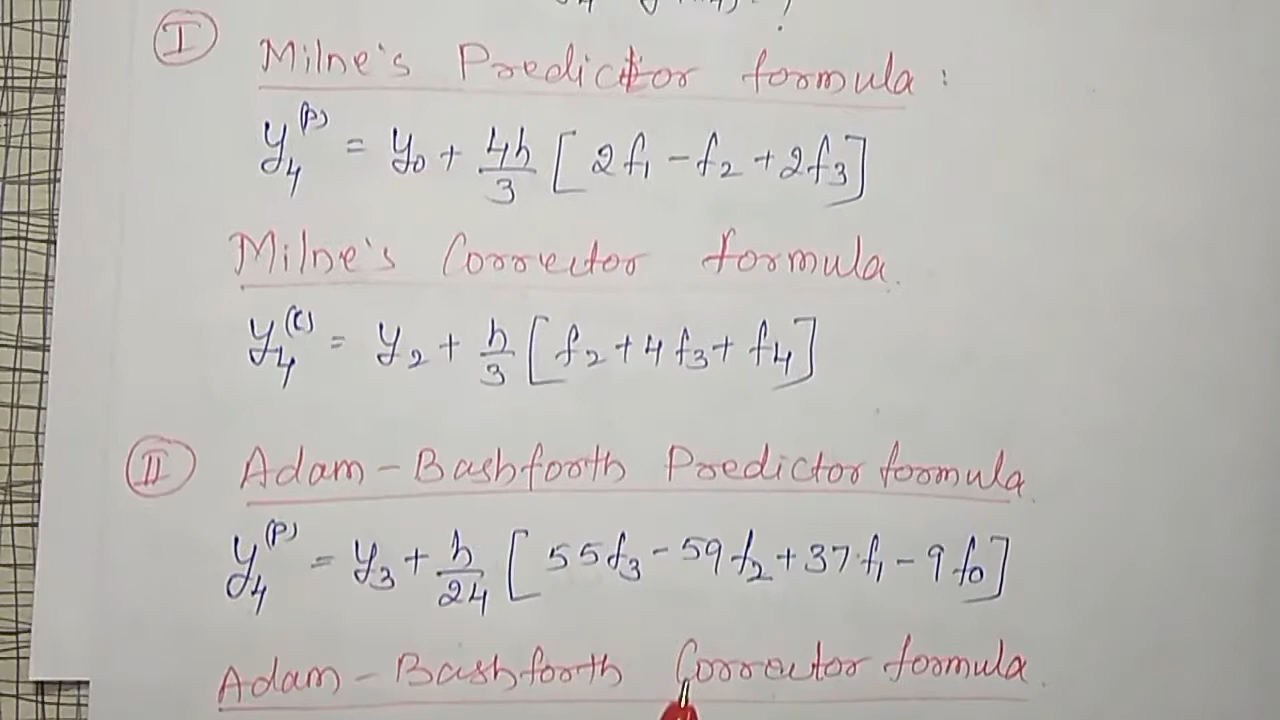 I
Milne's Predictor formula :
y₄⁽ᴾ⁾ = y₀ + 4h/3 [2f₁ - f₂ + 2f₃]
Milne's Corrector formula.
y₄⁽ᶜ⁾ = y₂ + h/3 [f₂ + 4f₃ + f₄]
II Adam - Bashforth Predictor formula.
y₄⁽ᴾ⁾ = y₃ + h/24 [55f₃ - 59f₂ + 37f₁ - 9f₀]
Adam - Bashforth Corrector formula.